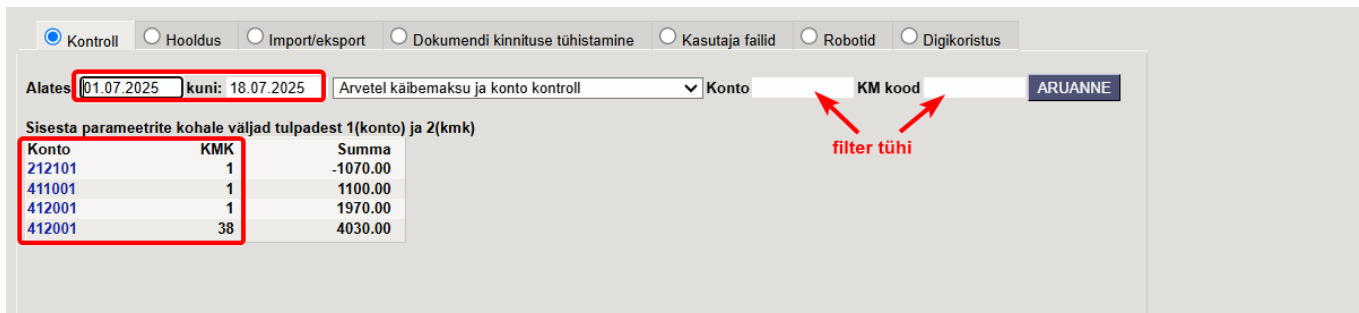 Kontroll Hooldus Import/eksport Dokumendi kinnituse tühistamine Kasutaja failid Robotid Digikoristus
Alates 01.07.2025 kuni: 18.07.2025 Arvetel käibemaksu ja konto kontroll Konto KM kood ARUANNE
Sisesta parameetrite kohale väljad tulpadest 1(konto) ja 2(kmk)
filter tühi
Konto KMK Summa
212101 1 -1070.00
411001 1 1100.00
412001 1 1970.00
412001 38 4030.00